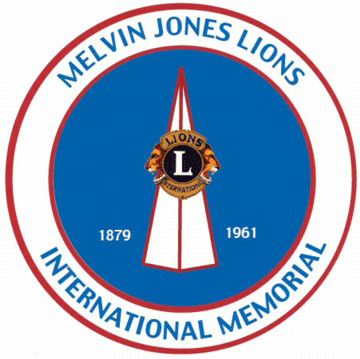 MELVIN JONES LIONS
LIONS
L
INTERNATIONAL
1879
1961
INTERNATIONAL MEMORIAL